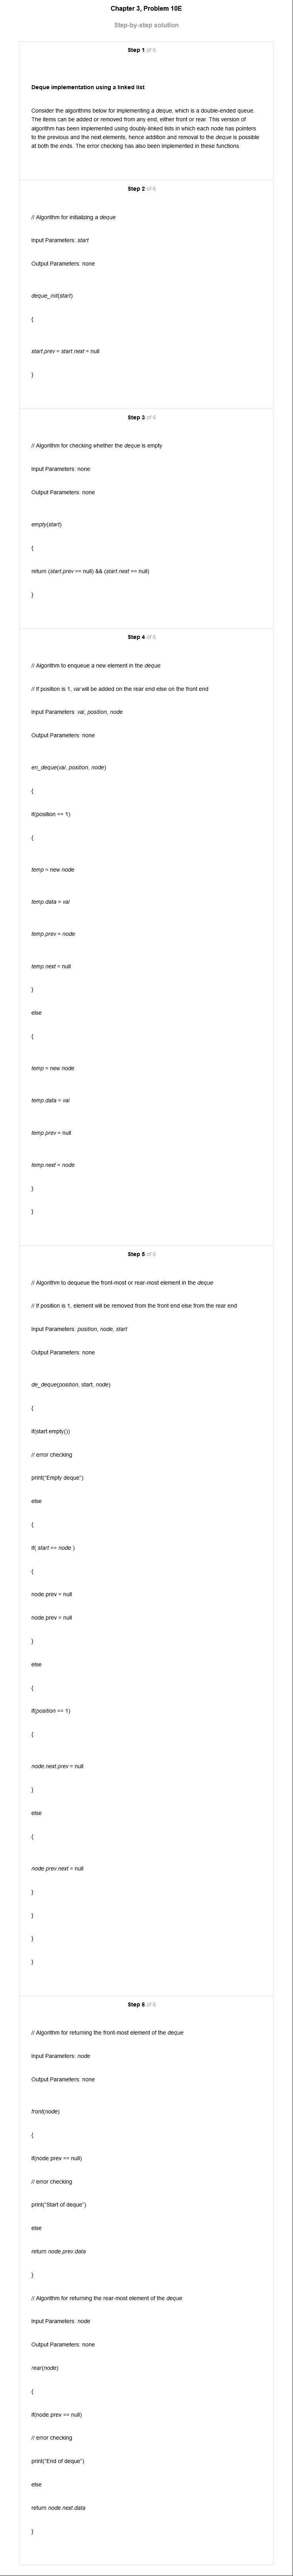 Chapter 3, Problem 10E
Step-by-step solution
Step 1 of 6
Deque implementation using a linked list
Consider the algorithms below for implementing a deque, which is a double-ended queue.
The items can be added or removed from any end, either front or rear. This version of
algorithm has been implemented using doubly-linked lists in which each node has pointers
to the previous and the next elements, hence addition and removal to the deque is possible
at both the ends. The error checking has also been implemented in these functions.
Step 2 of 6
// Algorithm for initializing a deque
Input Parameters: start
Output Parameters: none
deque_init(start)
{
start.prev = start.next = null
}
Step 3 of 6
// Algorithm for checking whether the deque is empty
Input Parameters: none
Output Parameters: none
empty(start)
{
return (start.prev == null) && (start.next == null)
}
Step 4 of 6
// Algorithm to enqueue a new element in the deque
// If position is 1, val will be added on the rear end else on the front end
Input Parameters: val, position, node
Output Parameters: none
en_deque(val, position, node)
{
if(position == 1)
{
temp = new node
temp.data = val
temp.prev = node
temp.next = null
}
else
{
temp = new node
temp.data = val
temp.prev = null
temp.next = node
}
}
Step 5 of 6
// Algorithm to dequeue the front-most or rear-most element in the deque
// If position is 1, element will be removed from the front end else from the rear end
Input Parameters: position, node, start
Output Parameters: none
de_deque(position, start, node)
{
if(start.empty())
// error checking
print("Empty deque")
else
{
if( start == node )
{
node.prev = null
node.prev = null
}
else
{
if(position == 1)
{
node.next.prev = null
}
else
{
node.prev.next = null
}
}
}
}
Step 6 of 6
// Algorithm for returning the front-most element of the deque
Input Parameters: node
Output Parameters: none
front(node)
{
if(node.prev == null)
// error checking
print("Start of deque")
else
return node.prev.data
}
// Algorithm for returning the rear-most element of the deque
Input Parameters: node
Output Parameters: none
rear(node)
{
if(node.prev == null)
// error checking
print("End of deque")
else
return node.next.data
}